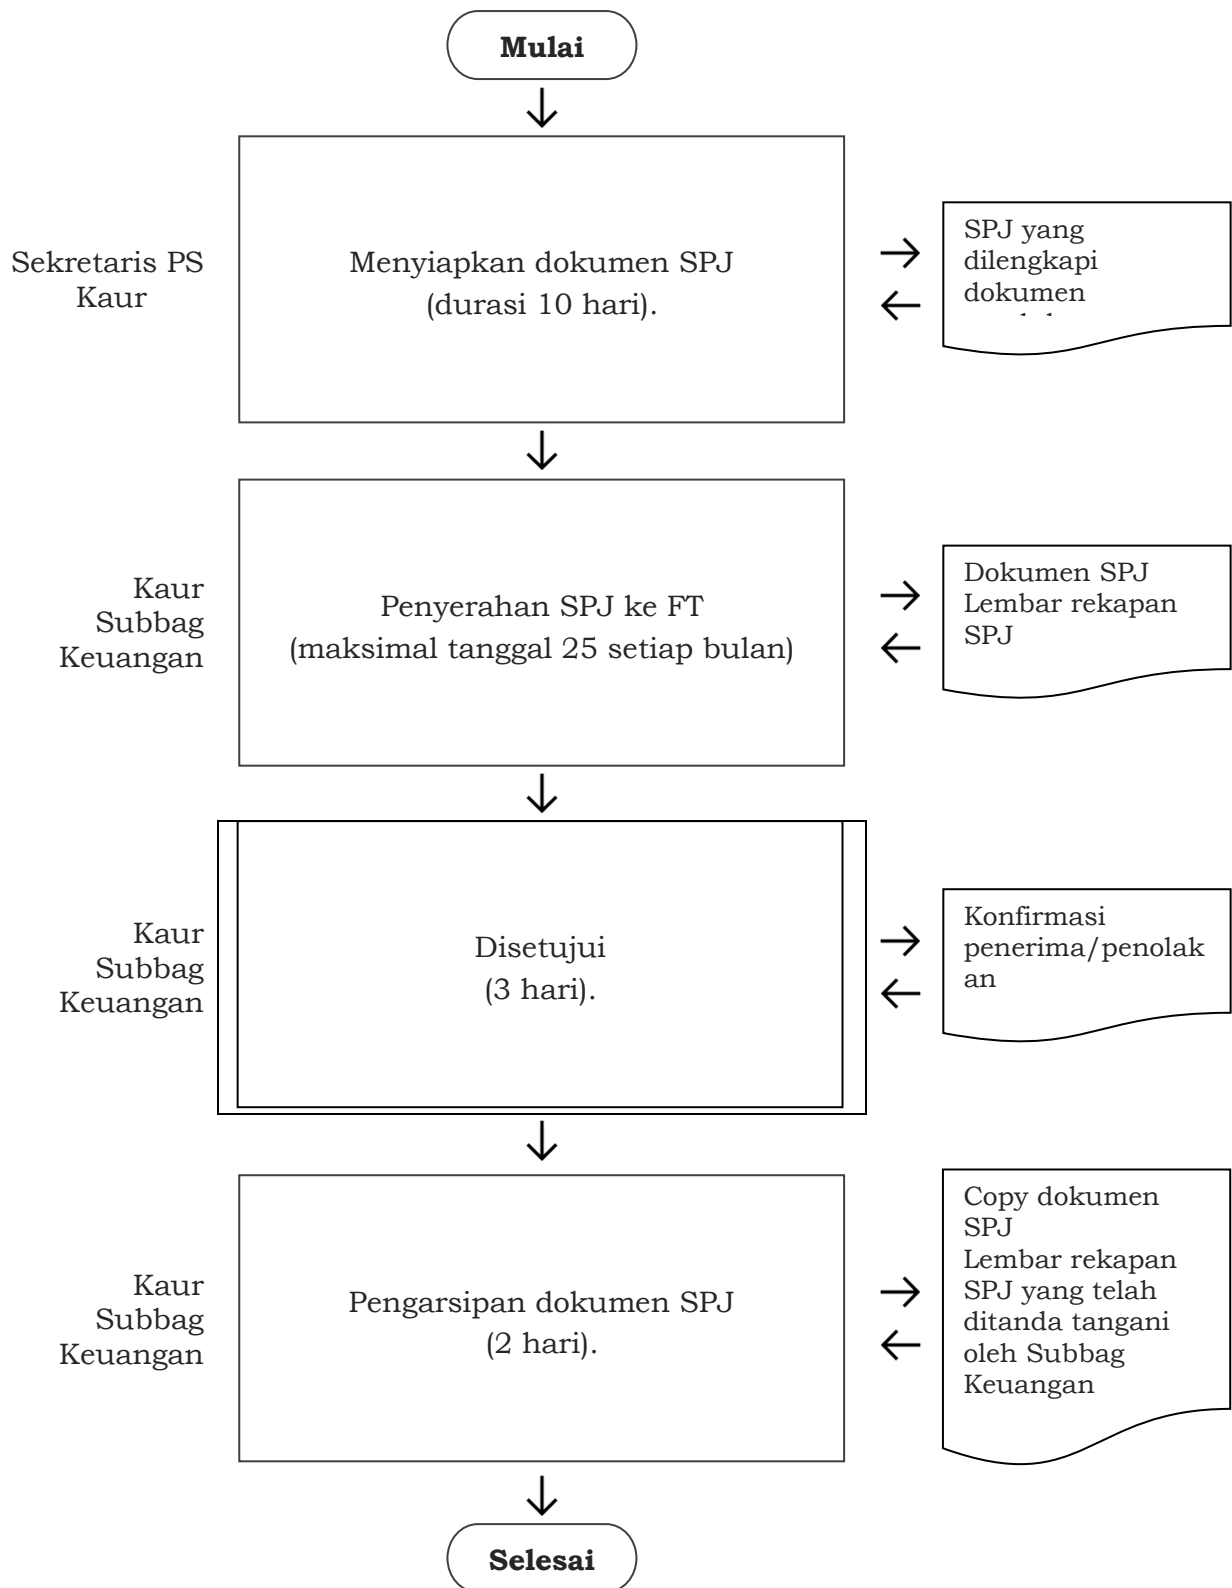 Mulai
Sekretaris PS
Kaur
Menyiapkan dokumen SPJ
(durasi 10 hari).
SPJ yang
dilengkapi
dokumen
Kaur
Subbag
Keuangan
Penyerahan SPJ ke FT
(maksimal tanggal 25 setiap bulan)
Dokumen SPJ
Lembar rekapan
SPJ
Kaur
Subbag
Keuangan
Disetujui
(3 hari).
Konfirmasi
penerima/penolak
an
Kaur
Subbag
Keuangan
Pengarsipan dokumen SPJ
(2 hari).
Copy dokumen
SPJ
Lembar rekapan
SPJ yang telah
ditanda tangani
oleh Subbag
Keuangan
Selesai